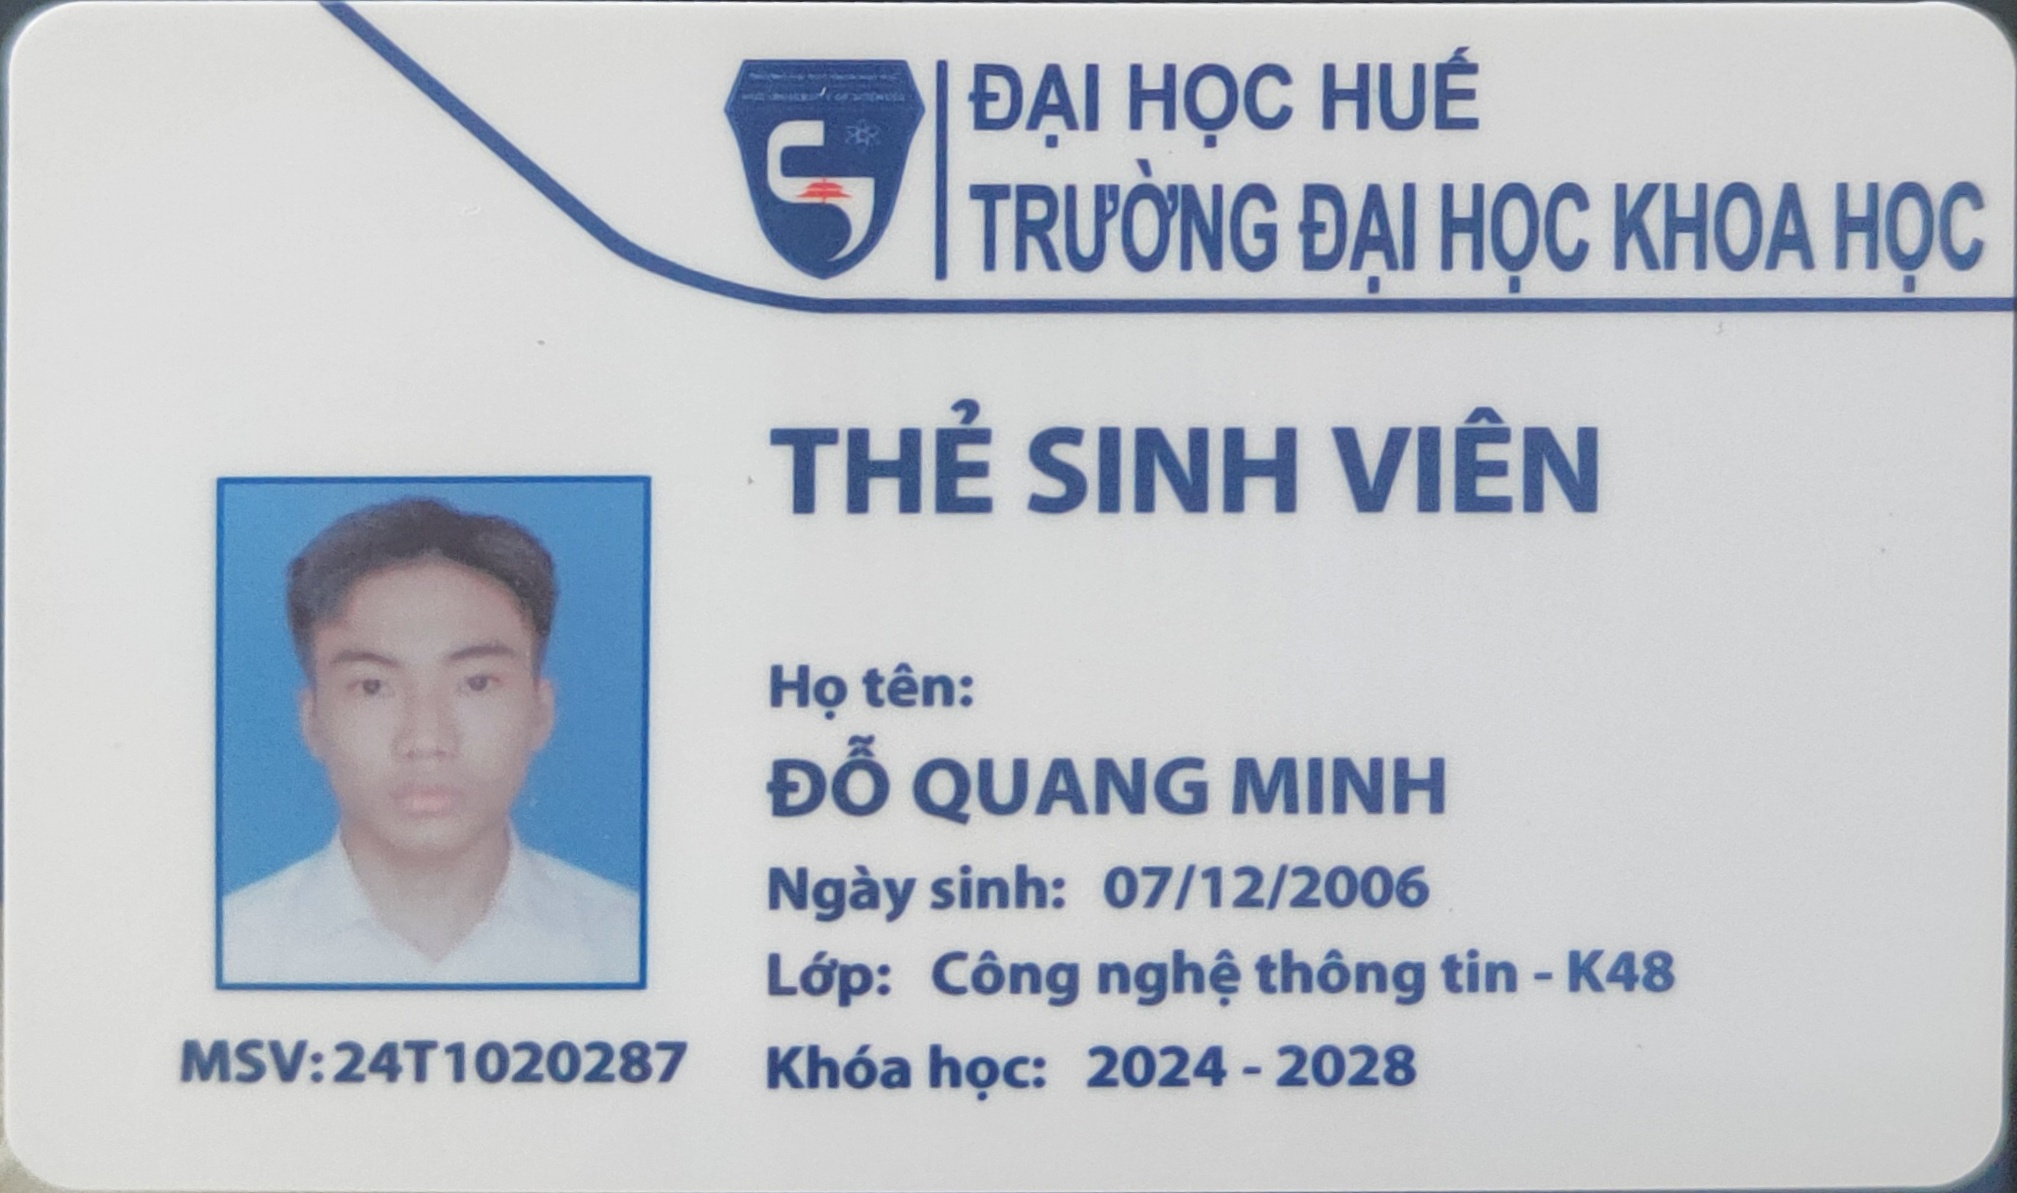 ĐẠI HỌC HUẾ
TRƯỜNG ĐẠI HỌC KHOA HỌC
THẺ SINH VIÊN
Họ tên:
ĐỖ QUANG MINH
Ngày sinh: 07/12/2006
Lớp: Công nghệ thông tin - K48
Khóa học: 2024 - 2028
MSV:24T1020287